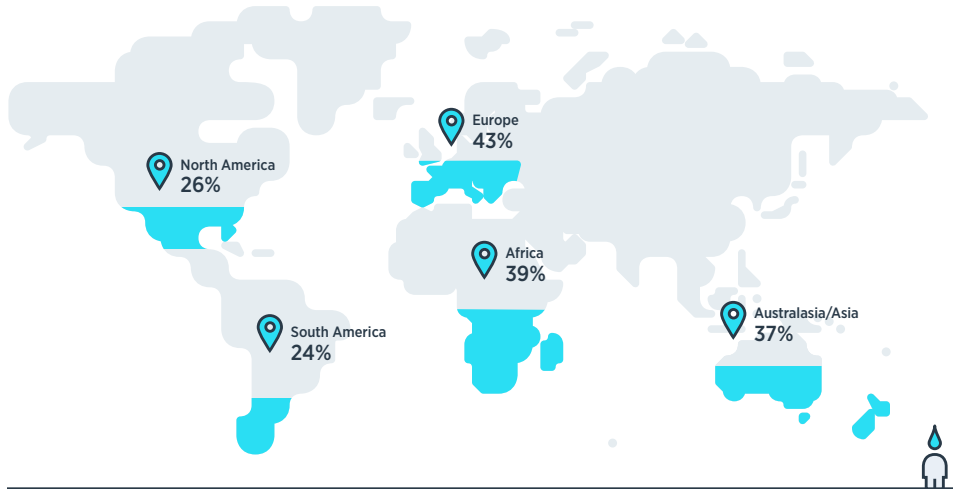 Europe
43%
North America
26%
Africa
39%
Australasia/Asia
37%
South America
24%